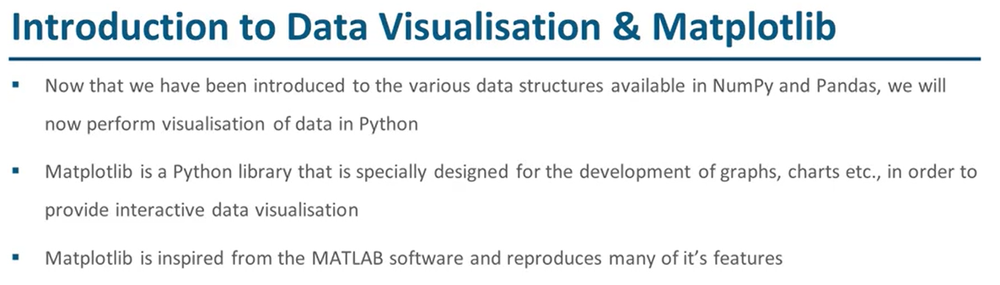 Introduction to Data Visualisation & Matplotlib
▪ Now that we have been introduced to the various data structures available in NumPy and Pandas, we will
now perform visualisation of data in Python
▪ Matplotlib is a Python library that is specially designed for the development of graphs, charts etc., in order to
provide interactive data visualisation
▪ Matplotlib is inspired from the MATLAB software and reproduces many of it’s features